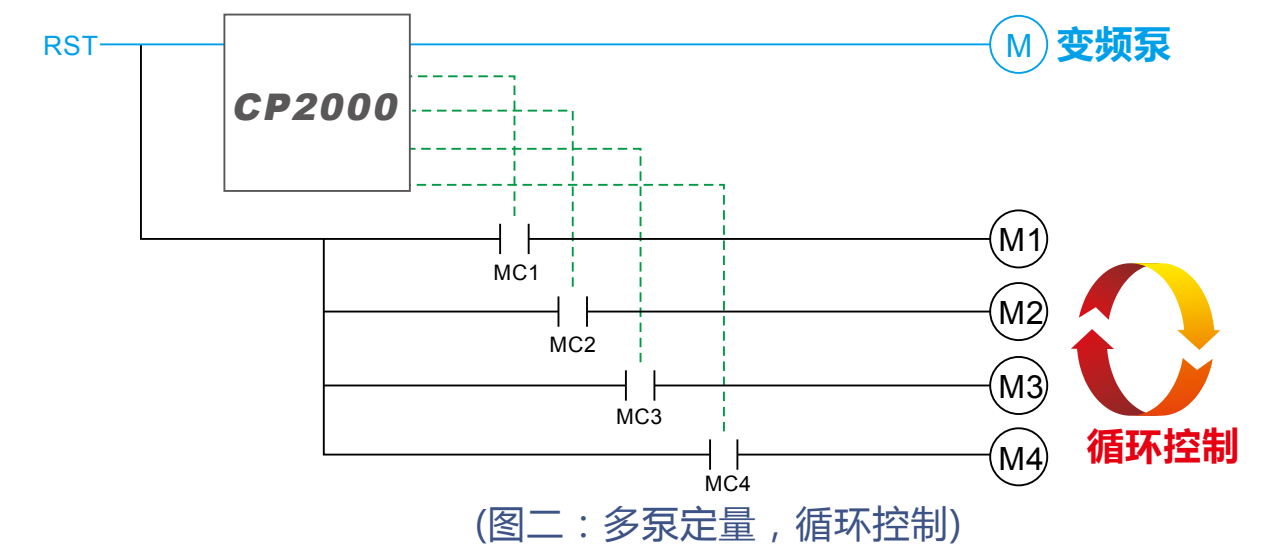 RST
CP2000
M 变频泵
MC1
M1
MC2
M2
MC3
M3
MC4
M4
循环控制
(图二：多泵定量，循环控制)